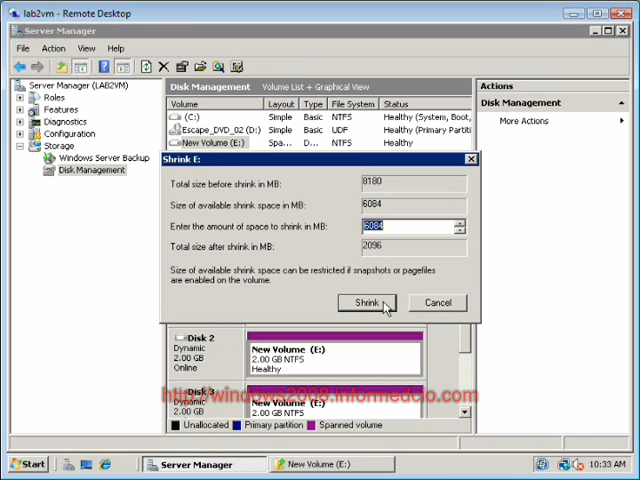 lab2vm – Remote Desktop
Server Manager
File Action View Help
Server Manager (LAB2VM)
Roles
Features
Diagnostics
Configuration
Storage
Windows Server Backup
Disk Management
Disk Management Volume List + Graphical View
Volume Layout Type File System Status
(C:) Simple Basic NTFS Healthy (System, Boot,
Escape_DVD_02 (D:) Simple Basic UDF Healthy (Primary Partiti
New Volume (E:) Spa... D... NTFS Healthy
Actions
Disk Management
More Actions
Shrink E:
Total size before shrink in MB: 8180
Size of available shrink space in MB: 6084
Enter the amount of space to shrink in MB: 6084
Total size after shrink in MB: 2096
Size of available shrink space can be restricted if snapshots or pagefiles
are enabled on the volume.
Shrink Cancel
Disk 2
Dynamic
2.00 GB
Online
New Volume (E:)
2.00 GB NTFS
Healthy
Disk 3
Dynamic
2.00 GB
New Volume (E:)
2.00 GB NTFS
http://windows2008.informedcio.com
Unallocated Primary partition Spanned volume
Start Server Manager New Volume (E:) 10:33 AM